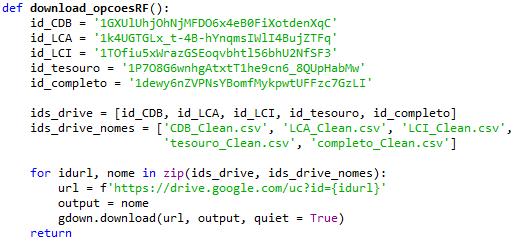 def download_opcoesRF():
    id_CDB = '1GXUlUhjOhNjMFDO6x4eB0FiXotdenXqC'
    id_LCA = '1k4UGTGLx_t-4B-hYnqmsIWlI4BujZTFq'
    id_LCI = '1TOfiu5xWrazGSEoqvbhtl56bhU2NfSF3'
    id_tesouro = '1P7O8G6wnhgAtxtT1he9cn6_8QUpHabMw'
    id_completo = '1dewy6nZVPNsYBomfMykpwtUFFzc7GzLI'
    ids_drive = [id_CDB, id_LCA, id_LCI, id_tesouro, id_completo]
    ids_drive_nomes = ['CDB_Clean.csv', 'LCA_Clean.csv', 'LCI_Clean.csv',
                       'tesouro_Clean.csv', 'completo_Clean.csv']
    for idurl, nome in zip(ids_drive, ids_drive_nomes):
        url = f'https://drive.google.com/uc?id={idurl}'
        output = nome
        gdown.download(url, output, quiet = True)
    return